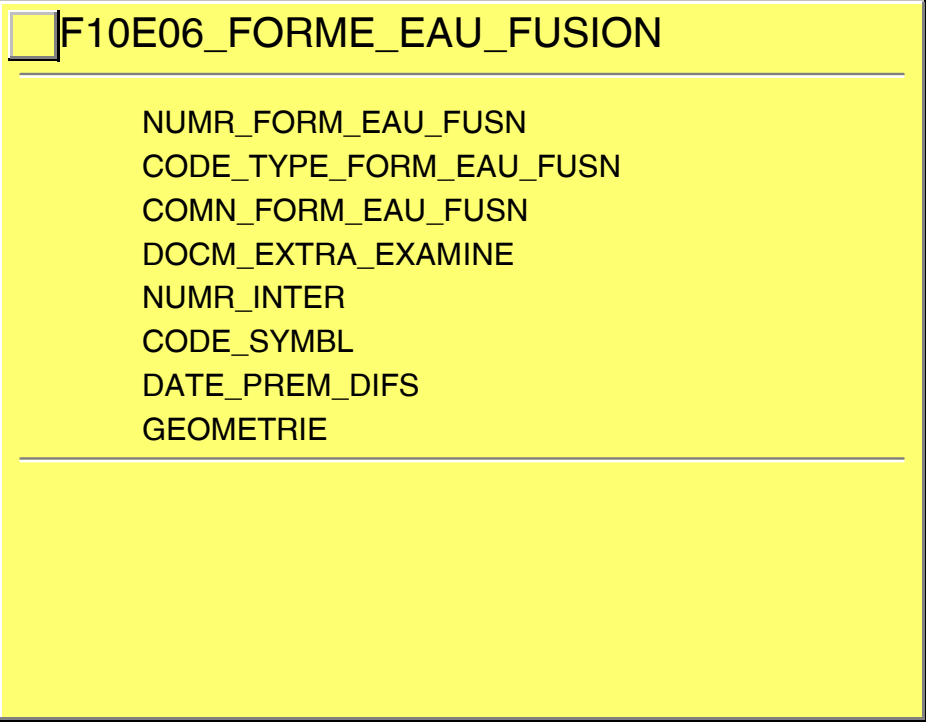 F10E06_FORME_EAU_FUSION
NUMR_FORM_EAU_FUSN
CODE_TYPE_FORM_EAU_FUSN
COMN_FORM_EAU_FUSN
DOCM_EXTRA_EXAMINE
NUMR_INTER
CODE_SYMBL
DATE_PREM_DIFS
GEOMETRIE